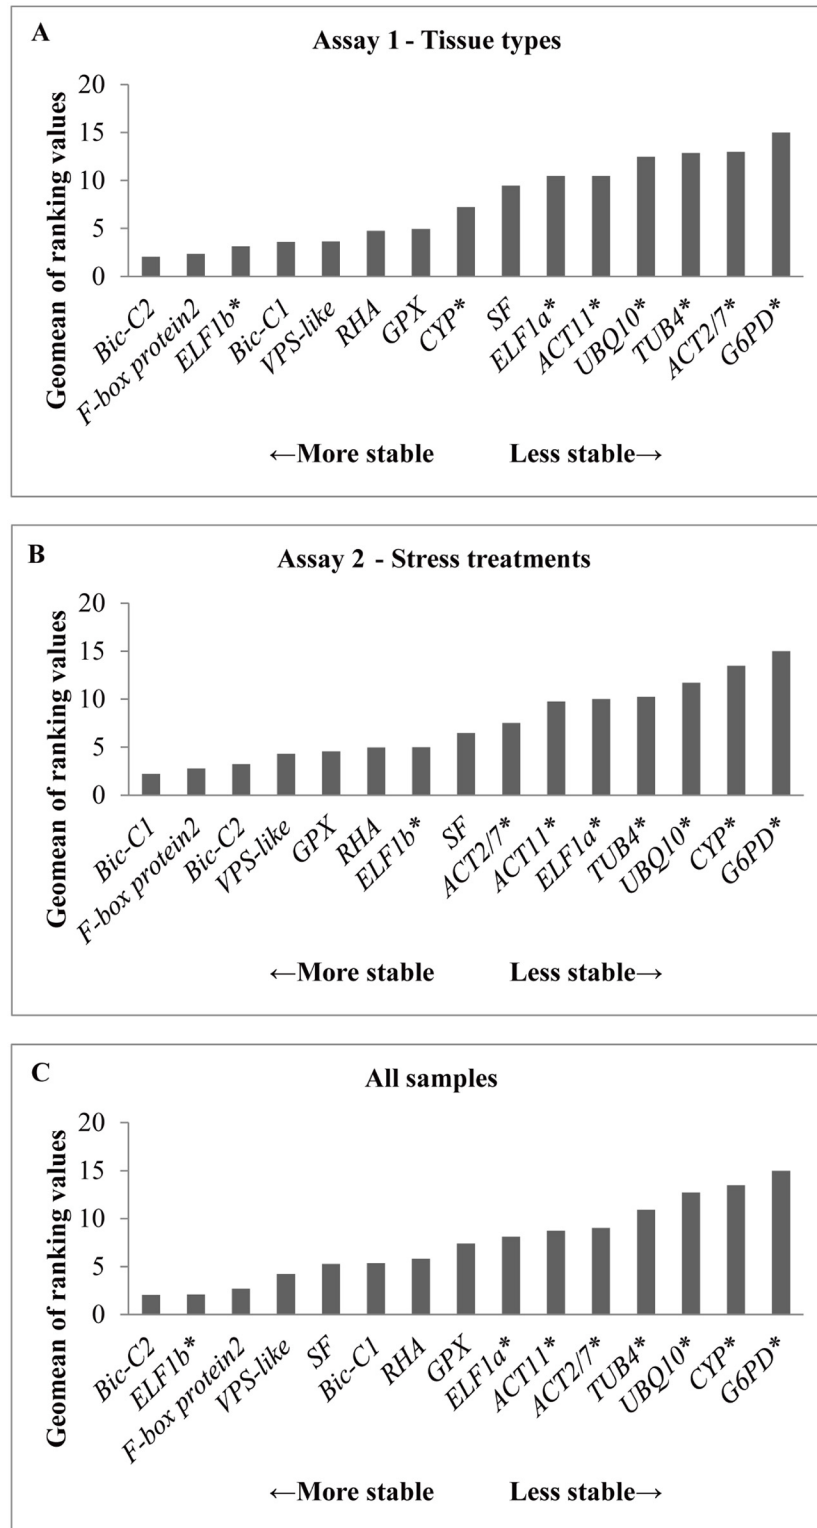 A
Assay 1 - Tissue types
Geomean of ranking values
20
15
10
5
0
Bic-C2
F-box protein2
ELF1b*
Bic-C1
VPS-like
RHA
GPX
CYP*
SF
ELF1a*
ACT11*
UBQ10*
TUB4*
ACT2/7*
G6PD*
←More stable Less stable→
B
Assay 2 - Stress treatments
Geomean of ranking values
20
15
10
5
0
Bic-C1
F-box protein2
Bic-C2
VPS-like
GPX
RHA
ELF1b*
SF
ACT2/7*
ACT11*
ELF1a*
TUB4*
UBQ10*
CYP*
G6PD*
←More stable Less stable→
C
All samples
Geomean of ranking values
20
15
10
5
0
Bic-C2
ELF1b*
F-box protein2
VPS-like
SF
Bic-C1
RHA
GPX
ELF1a*
ACT11*
ACT2/7*
TUB4*
UBQ10*
CYP*
G6PD*
←More stable Less stable→